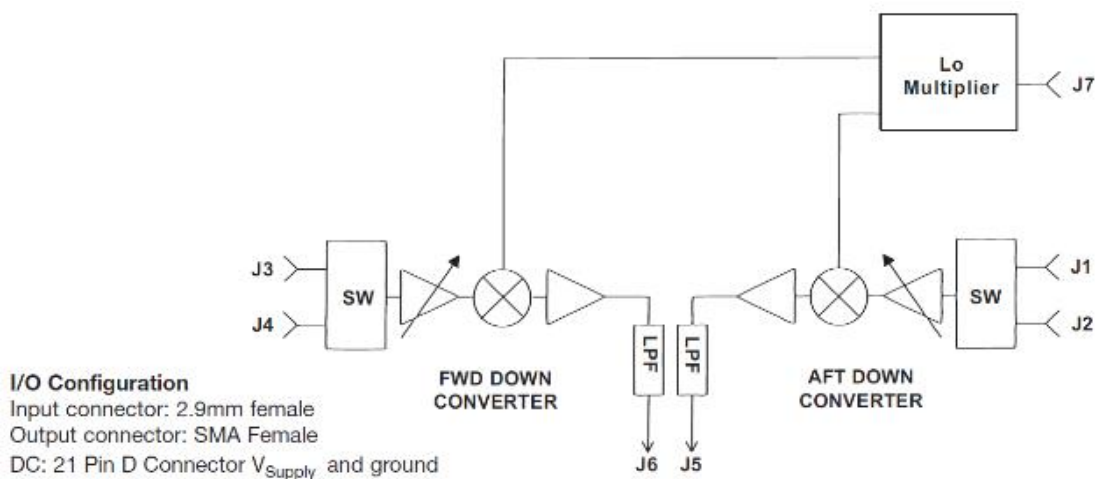 Lo
Multiplier
J7
J3
J4
SW
J1
J2
SW
LPF
LPF
FWD DOWN
CONVERTER
AFT DOWN
CONVERTER
J6
J5
I/O Configuration
Input connector: 2.9mm female
Output connector: SMA Female
DC: 21 Pin D Connector VSupply and ground